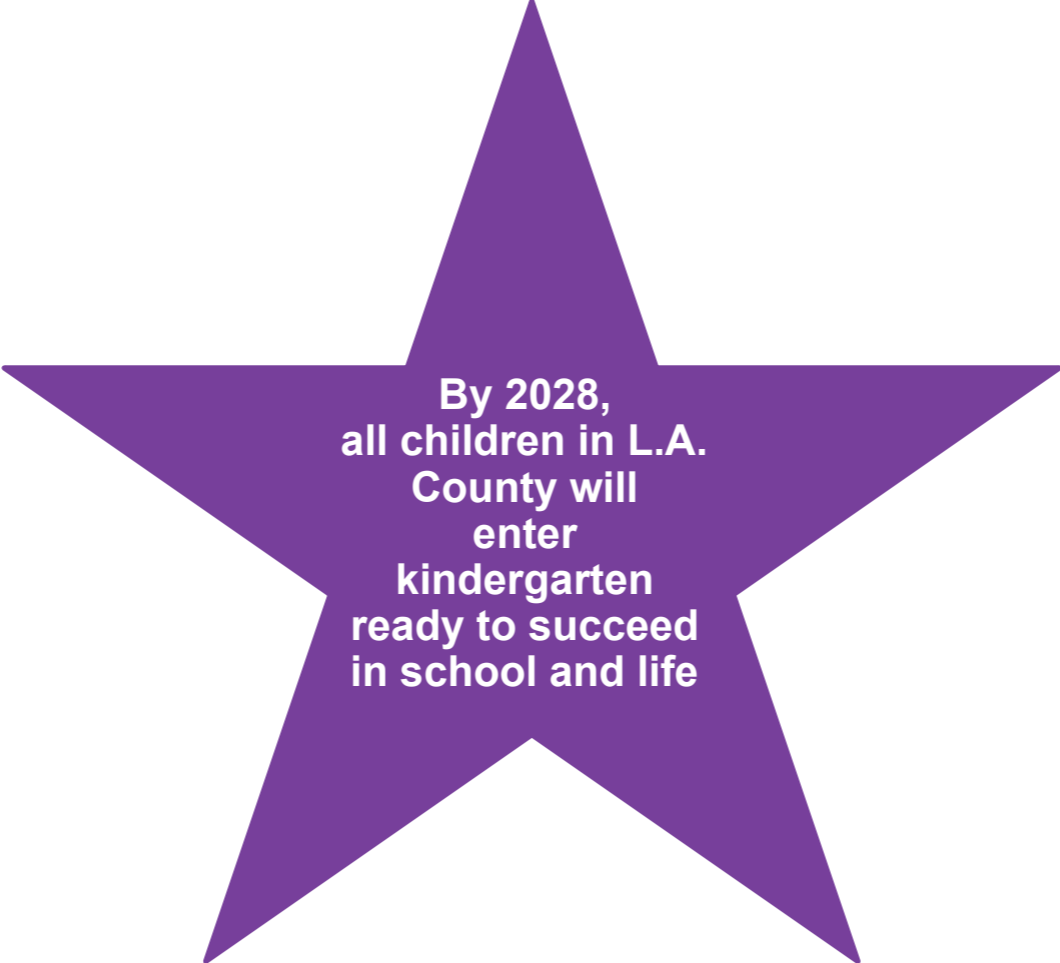 By 2028,
all children in L.A.
County will
enter
kindergarten
ready to succeed
in school and life